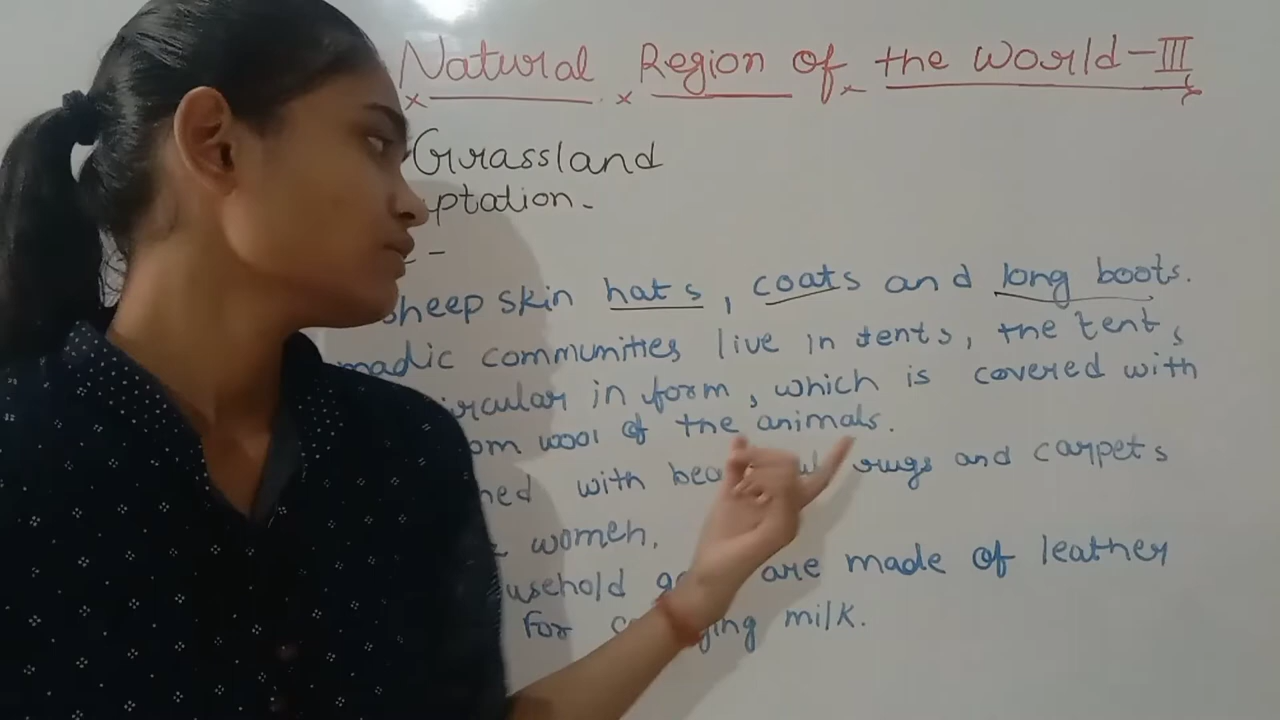 Natural Region of the World-III
Grassland
ptation-
-
sheep skin hats, coats and long boots.
madic communities live in tents, the tents
ircular in form, which is covered with
om wool of the animals.
hed with rugs and carpets
women.
usehold are made of leather
for milk.